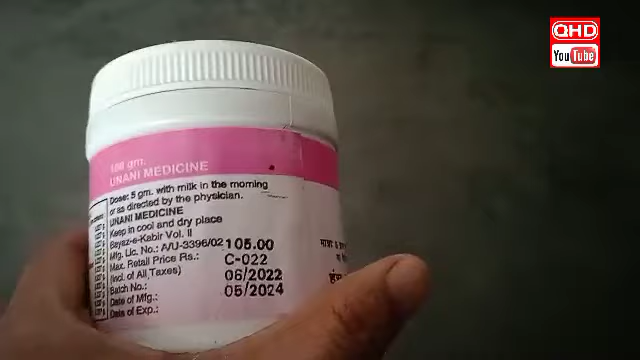 QHD
YouTube
100 gm.
UNANI MEDICINE
Dose: 5 gm. with milk in the morning
or as directed by the physician.
UNANI MEDICINE
Keep in cool and dry place
Bayaz-e-Kabir Vol. II
Mfg. Lic. No.: A/U-3396/02
Max. Retail Price Rs.: 105.00
(Incl. of All Taxes)
Batch No.: C-022
Date of Mfg.: 06/2022
Date of Exp.: 05/2024